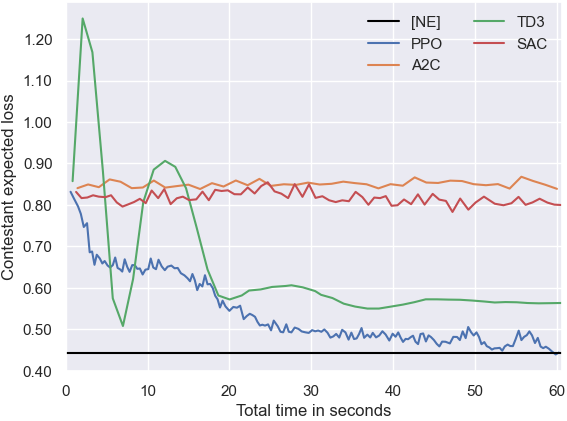 [NE]
PPO
A2C
TD3
SAC
Contestant expected loss
1.20
1.10
1.00
0.90
0.80
0.70
0.60
0.50
0.40
0 10 20 30 40 50 60
Total time in seconds